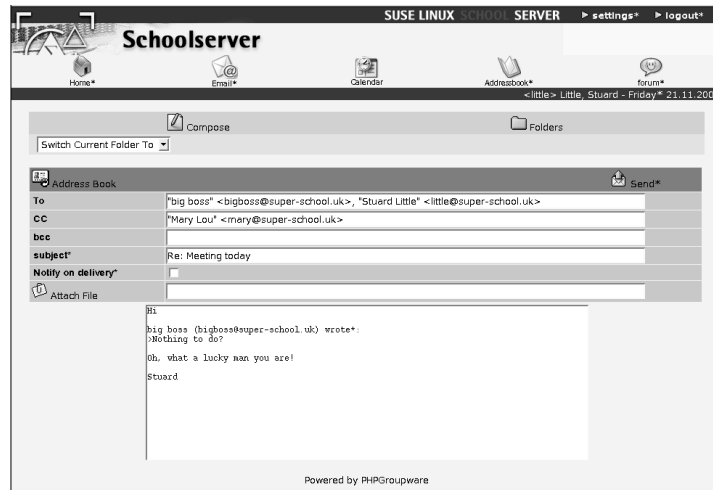 SUSE LINUX SCHOOL SERVER settings* logout*
Schoolserver
Home* Email* Calendar Addressbook* forum*
<little> Little, Stuard - Friday* 21.11.200
Compose Folders
Switch Current Folder To
Address Book Send*
To "big boss" <bigboss@super-school.uk>, "Stuard Little" <little@super-school.uk>
CC "Mary Lou" <mary@super-school.uk>
bcc
subject* Re: Meeting today
Notify on delivery*
Attach File
Hi
big boss (bigboss@super-school.uk) wrote*:
>Nothing to do?
Oh, what a lucky man you are!
Stuard
Powered by PHPGroupware